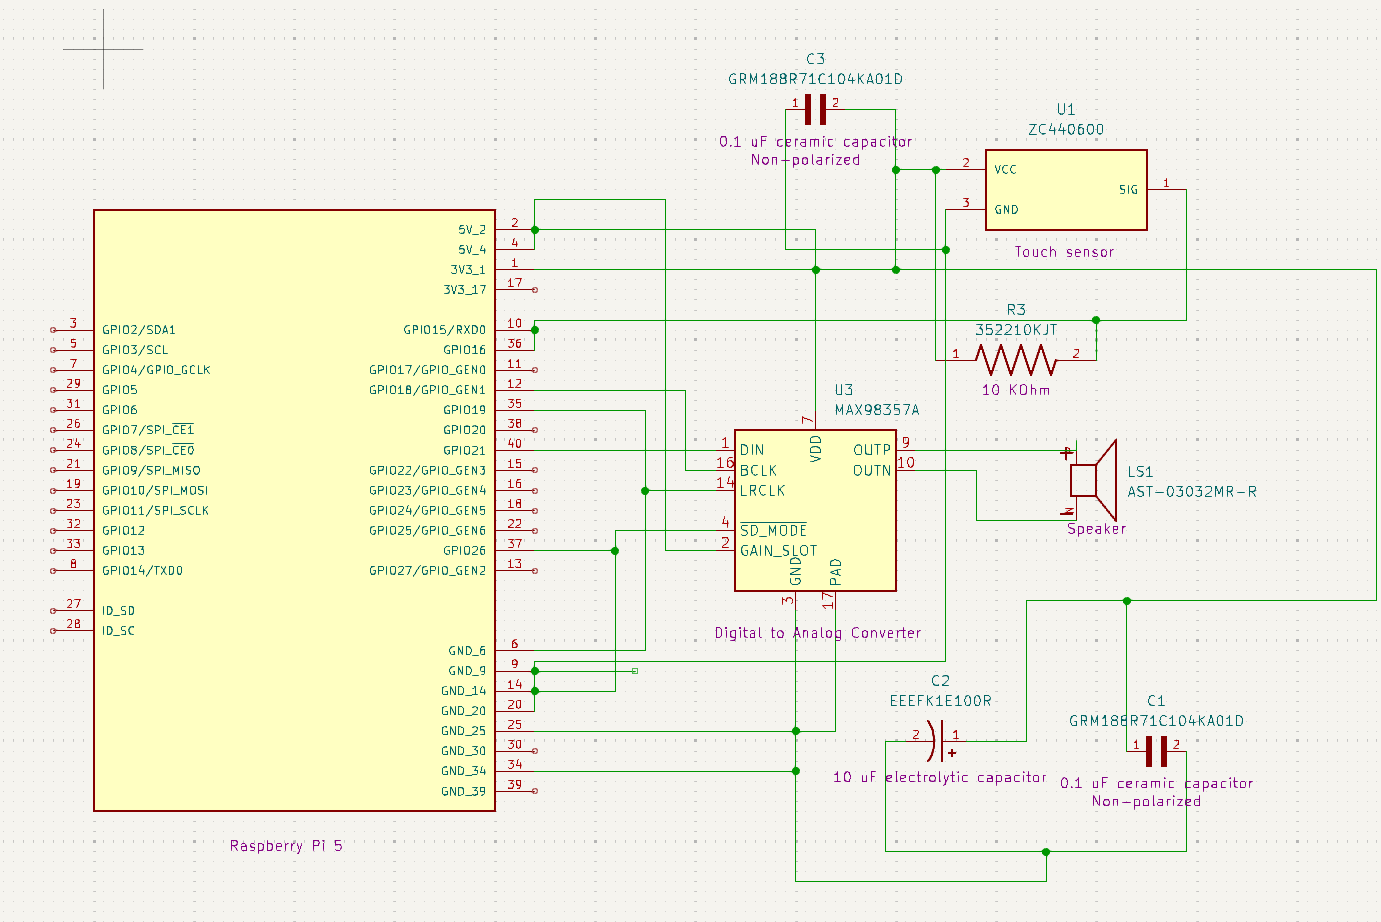 C3
GRM188R71C104KA01D
1 2
0.1 uF ceramic capacitor
Non-polarized
U1
ZC440600
2 VCC
SIG 1
3 GND
Touch sensor
5V_2 2
5V_4 4
3V3_1 1
3V3_17 17
3 GPIO2/SDA1 GPIO15/RXD0 10
5 GPIO3/SCL GPIO16 36
7 GPIO4/GPIO_GCLK GPIO17/GPIO_GEN0 11
29 GPIO5 GPIO18/GPIO_GEN1 12
31 GPIO6 GPIO19 35
26 GPIO7/SPI_CE1 GPIO20 38
24 GPIO8/SPI_CE0 GPIO21 40
21 GPIO9/SPI_MISO GPIO22/GPIO_GEN3 15
19 GPIO10/SPI_MOSI GPIO23/GPIO_GEN4 16
23 GPIO11/SPI_SCLK GPIO24/GPIO_GEN5 18
32 GPIO12 GPIO25/GPIO_GEN6 22
33 GPIO13 GPIO26 37
8 GPIO14/TXD0 GPIO27/GPIO_GEN2 13
27 ID_SD
28 ID_SC
GND_6 6
GND_9 9
GND_14 14
GND_20 20
GND_25 25
GND_30 30
GND_34 34
GND_39 39
Raspberry Pi 5
R3
352210KJT
1 2
10 KOhm
U3
MAX98357A
7
VDD
1 DIN OUTP 9
16 BCLK OUTN 10
14 LRCLK
4 SD_MODE
2 GAIN_SLOT
GND PAD
3 17
Digital to Analog Converter
+
LS1
AST-03032MR-R
Speaker
C2
EEEFK1E100R
2 1
+
10 uF electrolytic capacitor
C1
GRM188R71C104KA01D
1 2
0.1 uF ceramic capacitor
Non-polarized